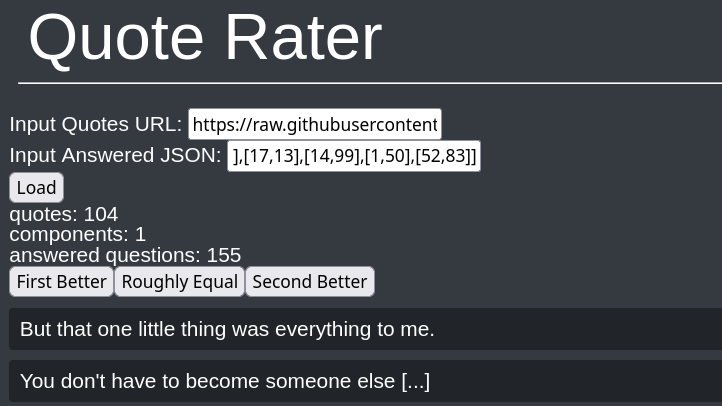 Quote Rater
Input Quotes URL: https://raw.githubusercontent
Input Answered JSON: ],[17,13],[14,99],[1,50],[52,83]]
Load
quotes: 104
components: 1
answered questions: 155
First Better Roughly Equal Second Better
But that one little thing was everything to me.
You don't have to become someone else [...]